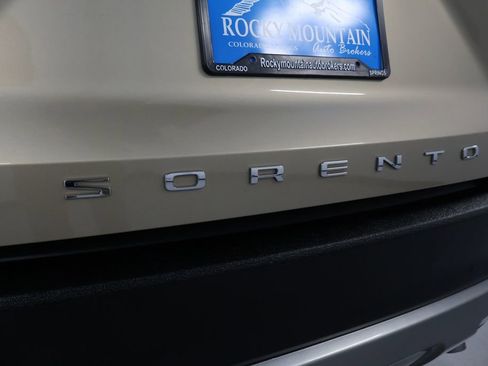 ROCKY MOUNTAIN
COLORADO
Auto Brokers
Rockymountainautobrokers.com
COLORADO
SPRINGS
SORENTO